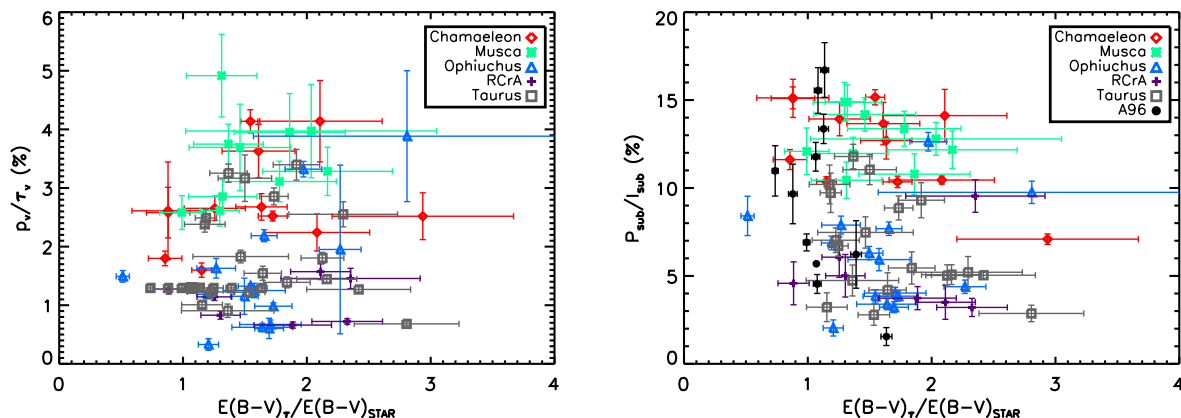 6
5
4
3
2
1
0
p_v/τ_v (%)
0 1 2 3 4
E(B-V)_τ/E(B-V)_STAR
Chamaeleon
Musca
Ophiuchus
RCrA
Taurus
20
15
10
5
0
P_sub/I_sub (%)
0 1 2 3 4
E(B-V)_τ/E(B-V)_STAR
Chamaeleon
Musca
Ophiuchus
RCrA
Taurus
A96